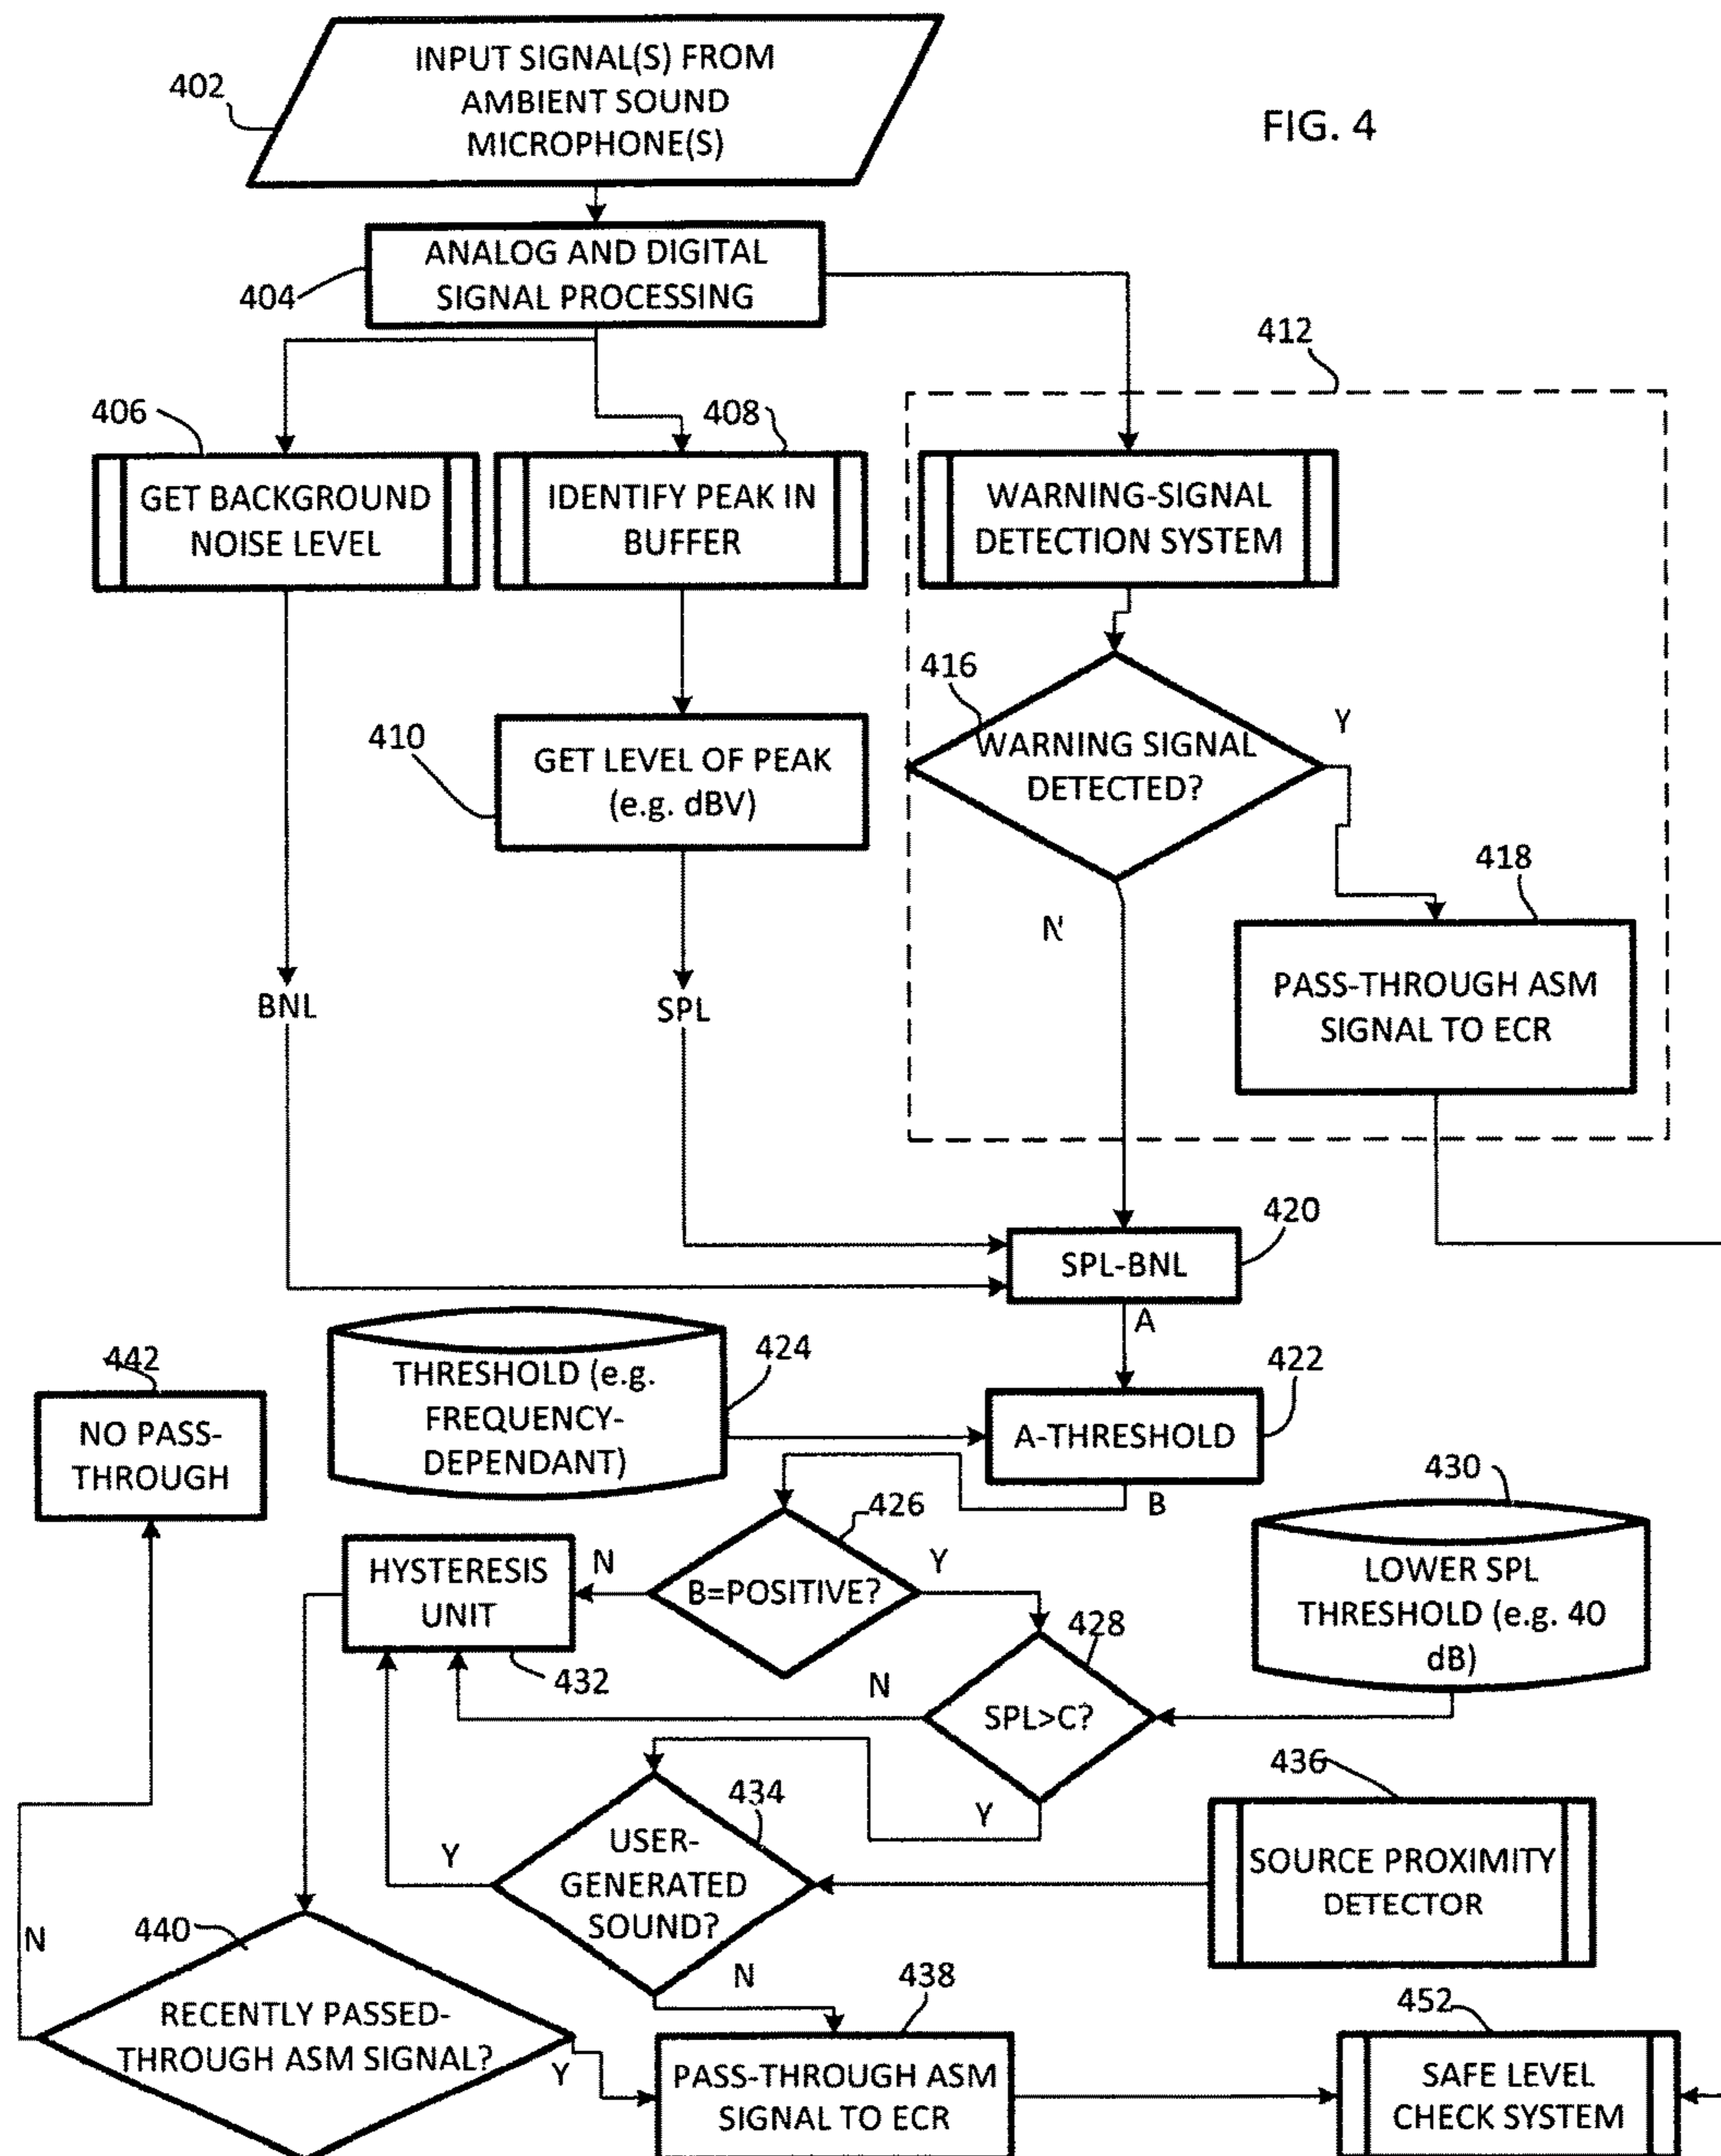 INPUT SIGNAL(S) FROM
AMBIENT SOUND
MICROPHONE(S)
402
FIG. 4
ANALOG AND DIGITAL
SIGNAL PROCESSING
404
412
406
408
GET BACKGROUND
NOISE LEVEL
IDENTIFY PEAK IN
BUFFER
WARNING-SIGNAL
DETECTION SYSTEM
416
410
GET LEVEL OF PEAK
(e.g. dBV)
WARNING SIGNAL
DETECTED?
Y
N
418
PASS-THROUGH ASM
SIGNAL TO ECR
BNL
SPL
420
SPL-BNL
A
442
NO PASS-
THROUGH
THRESHOLD (e.g.
FREQUENCY-
DEPENDANT)
424
422
A-THRESHOLD
B
430
LOWER SPL
THRESHOLD (e.g. 40
dB)
426
B=POSITIVE?
N
Y
HYSTERESIS
UNIT
432
428
SPL>C?
N
Y
434
USER-
GENERATED
SOUND?
Y
N
436
SOURCE PROXIMITY
DETECTOR
440
N
RECENTLY PASSED-
THROUGH ASM SIGNAL?
Y
438
PASS-THROUGH ASM
SIGNAL TO ECR
452
SAFE LEVEL
CHECK SYSTEM